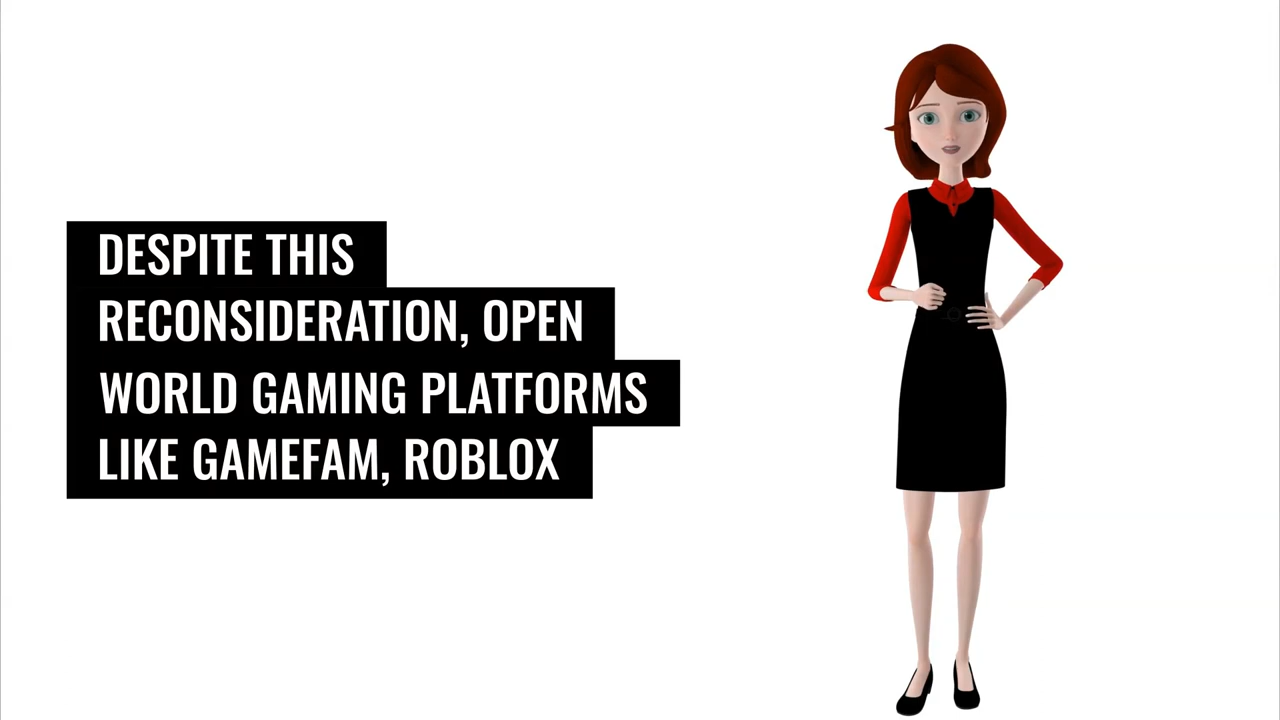 DESPITE THIS
RECONSIDERATION, OPEN
WORLD GAMING PLATFORMS
LIKE GAMEFAM, ROBLOX